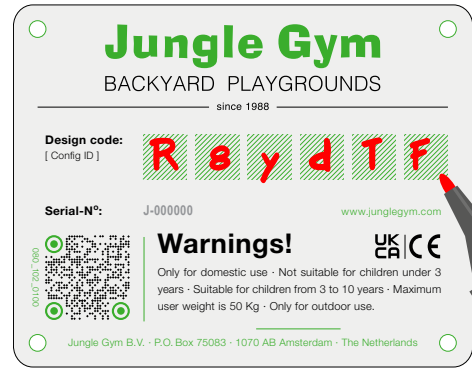 Jungle Gym
BACKYARD PLAYGROUNDS
since 1988
Design code:
[ Config ID ]
R 8 y d T F
Serial-Nº:
J-000000
www.junglegym.com
080_102_0100
Warnings!
UK CA CE
Only for domestic use · Not suitable for children under 3
years · Suitable for children from 3 to 10 years · Maximum
user weight is 50 Kg · Only for outdoor use.
Jungle Gym B.V. · P.O. Box 75083 · 1070 AB Amsterdam · The Netherlands